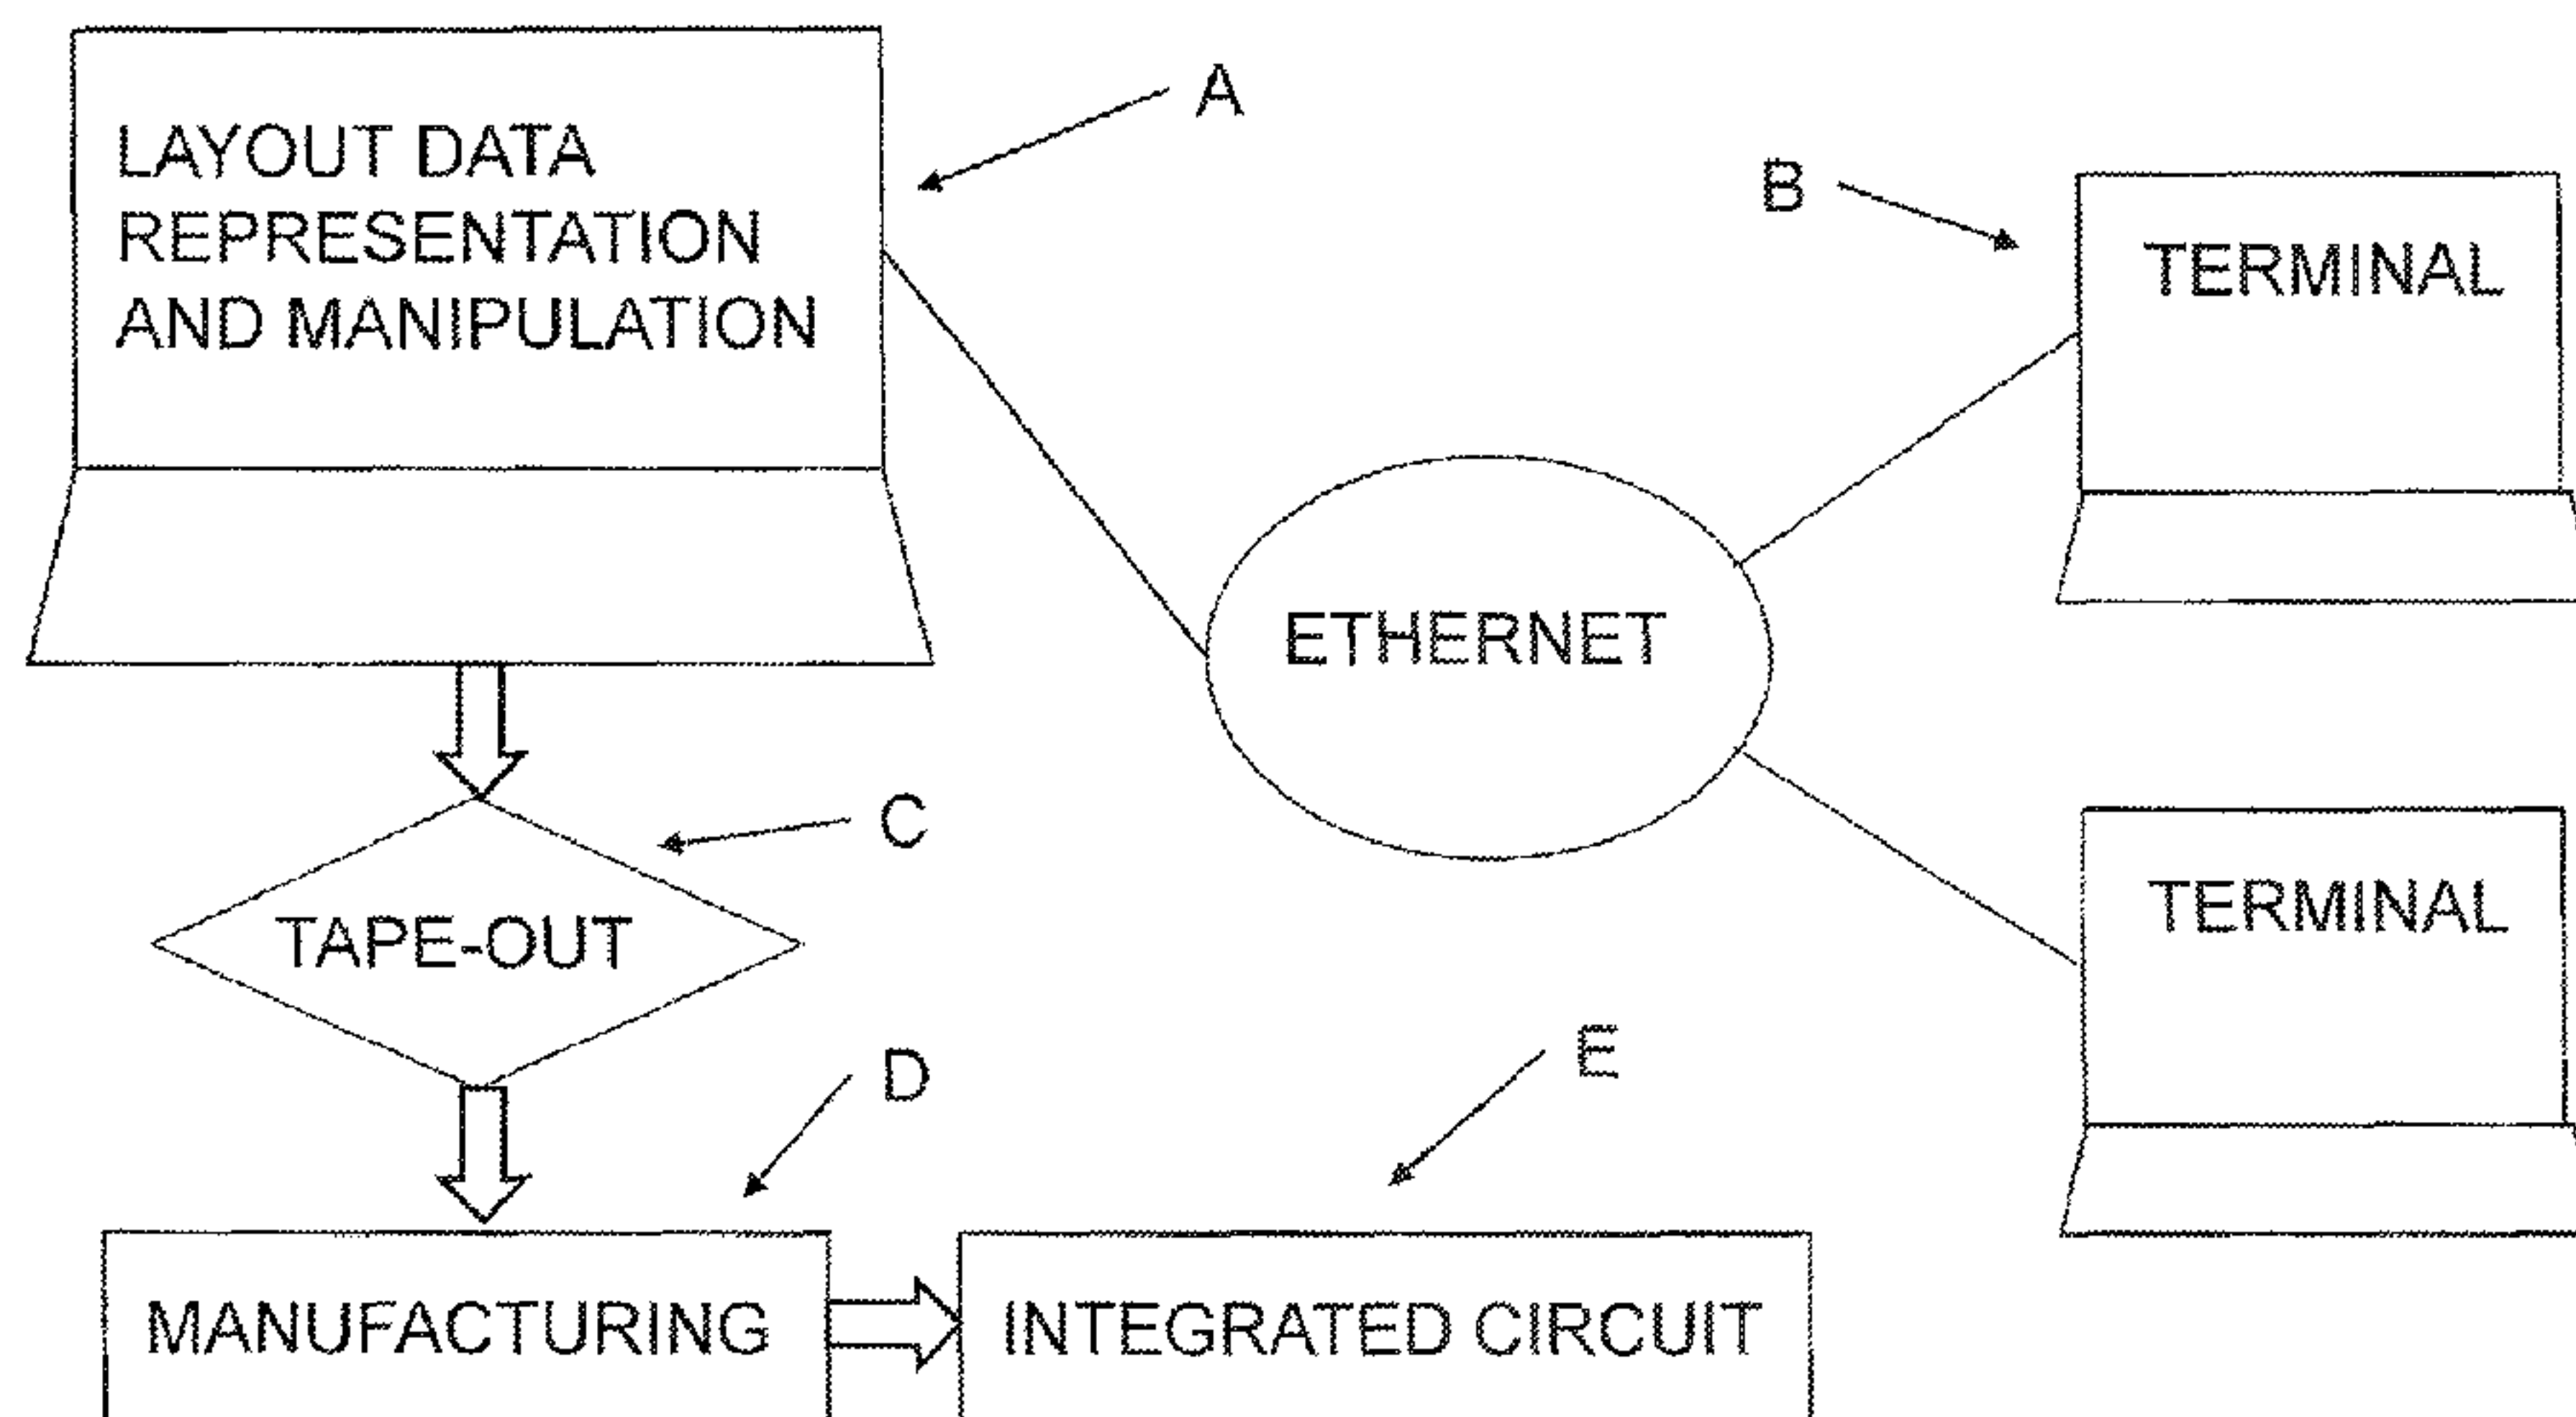 LAYOUT DATA
REPRESENTATION
AND MANIPULATION
A
B
TERMINAL
ETHERNET
C
TAPE-OUT
TERMINAL
D
E
MANUFACTURING
INTEGRATED CIRCUIT